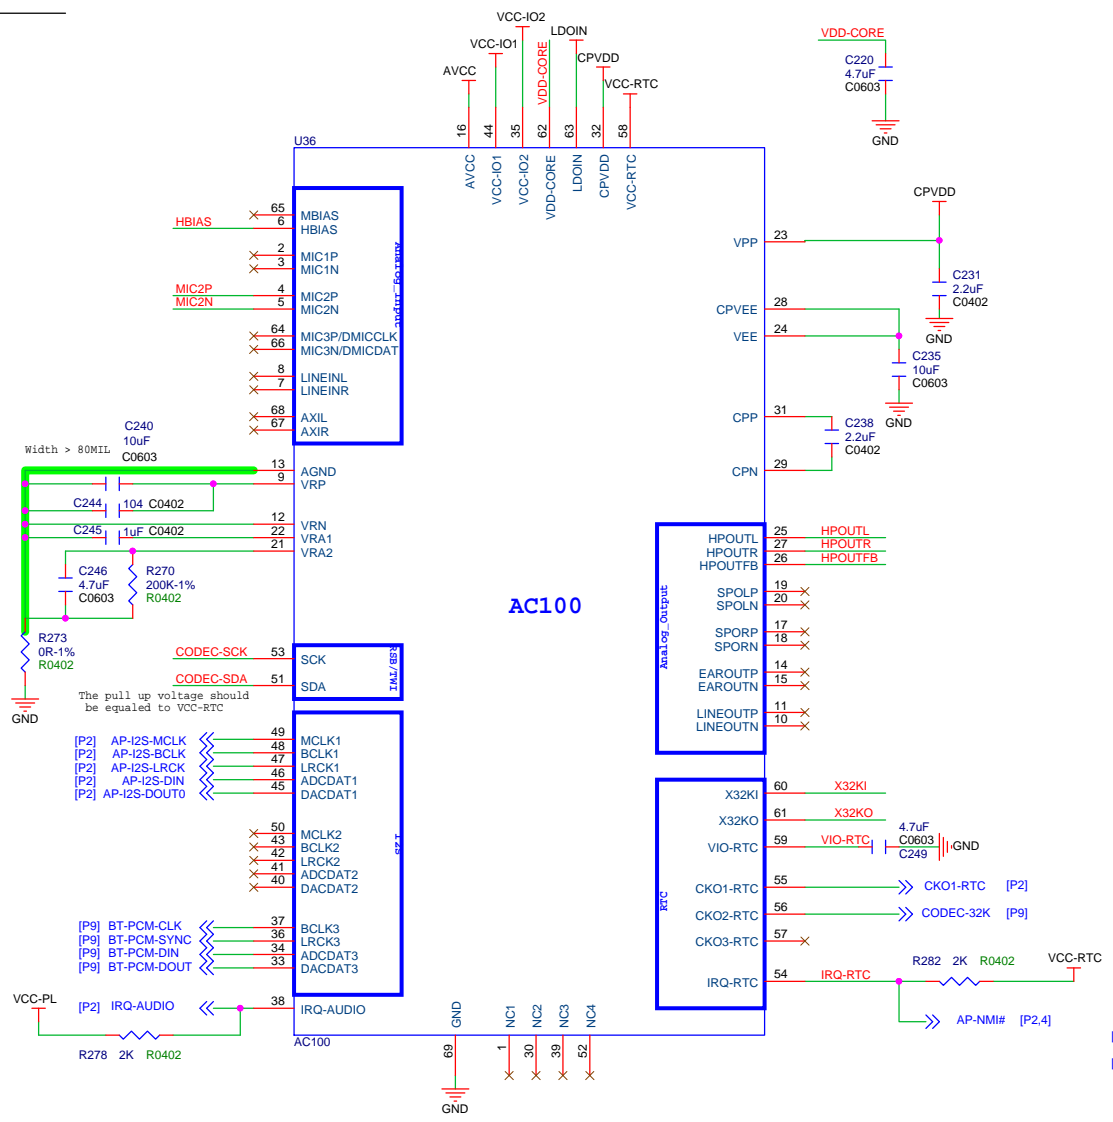 VCC-IO2
VCC-IO1
LDOIN
AVCC
VDD-CORE
CPVDD
VCC-RTC
16
44
35
62
63
32
58
AVCC
VCC-IO1
VCC-IO2
VDD-CORE
LDOIN
CPVDD
VCC-RTC
VDD-CORE
C220
4.7uF
C0603
GND
U36
Analog_Input
65 MBIAS
HBIAS 6 HBIAS
2 MIC1P
3 MIC1N
MIC2P 4 MIC2P
MIC2N 5 MIC2N
64 MIC3P/DMICCLK
66 MIC3N/DMICDAT
8 LINEINL
7 LINEINR
68 AXIL
67 AXIR
C240
10uF
C0603
Width > 80MIL
13 AGND
9 VRP
C244 104 C0402
12 VRN
C245 1uF C0402 22 VRA1
21 VRA2
C246
4.7uF
C0603
R270
200K-1%
R0402
R273
0R-1%
R0402
GND
AC100
RSB/TWI
CODEC-SCK 53 SCK
CODEC-SDA 51 SDA
The pull up voltage should
be equaled to VCC-RTC
I2S
[P2] AP-I2S-MCLK 49 MCLK1
[P2] AP-I2S-BCLK 48 BCLK1
[P2] AP-I2S-LRCK 47 LRCK1
[P2] AP-I2S-DIN 46 ADCDAT1
[P2] AP-I2S-DOUT0 45 DACDAT1
50 MCLK2
43 BCLK2
42 LRCK2
41 ADCDAT2
40 DACDAT2
[P9] BT-PCM-CLK 37 BCLK3
[P9] BT-PCM-SYNC 36 LRCK3
[P9] BT-PCM-DIN 34 ADCDAT3
[P9] BT-PCM-DOUT 33 DACDAT3
VCC-PL
[P2] IRQ-AUDIO 38 IRQ-AUDIO
R278 2K R0402
AC100
GND
NC1
NC2
NC3
NC4
69
1
30
39
52
GND
CPVDD
VPP 23
C231
2.2uF
C0402
GND
CPVEE 28
VEE 24
C235
10uF
C0603
GND
CPP 31
C238
2.2uF
C0402
CPN 29
Analog_Output
HPOUTL 25 HPOUTL
HPOUTR 27 HPOUTR
HPOUTFB 26 HPOUTFB
SPOLP 19
SPOLN 20
SPORP 17
SPORN 18
EAROUTP 14
EAROUTN 15
LINEOUTP 11
LINEOUTN 10
RTC
X32KI 60 X32KI
X32KO 61 X32KO
VIO-RTC 59 VIO-RTC
4.7uF
C0603
C249
GND
CKO1-RTC 55 CKO1-RTC [P2]
CKO2-RTC 56 CODEC-32K [P9]
CKO3-RTC 57
IRQ-RTC 54 IRQ-RTC
R282 2K R0402
VCC-RTC
AP-NMI# [P2,4]